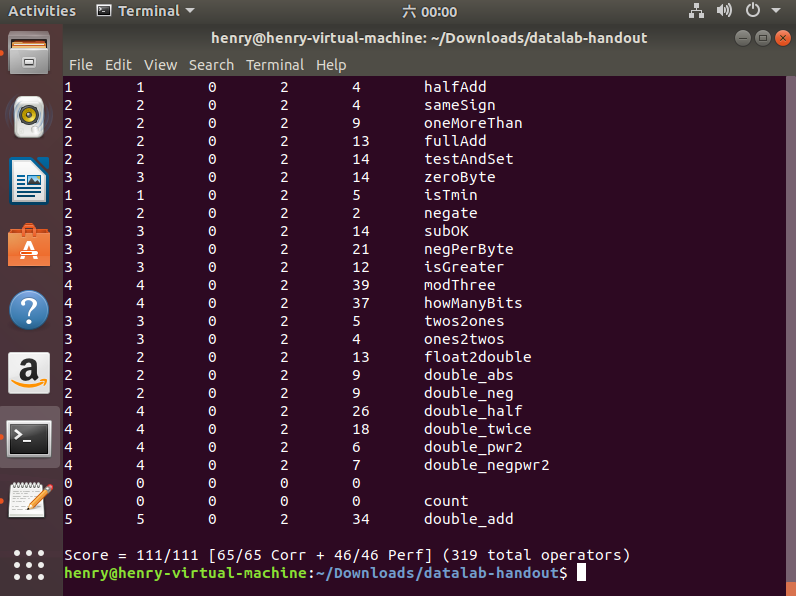 Activities Terminal 六 00:00
henry@henry-virtual-machine: ~/Downloads/datalab-handout
File Edit View Search Terminal Help
1 1 0 2 4 halfAdd
2 2 0 2 4 sameSign
2 2 0 2 9 oneMoreThan
2 2 0 2 13 fullAdd
2 2 0 2 14 testAndSet
3 3 0 2 14 zeroByte
1 1 0 2 5 isTmin
2 2 0 2 2 negate
3 3 0 2 14 subOK
3 3 0 2 21 negPerByte
3 3 0 2 12 isGreater
4 4 0 2 39 modThree
4 4 0 2 37 howManyBits
3 3 0 2 5 twos2ones
3 3 0 2 4 ones2twos
2 2 0 2 13 float2double
2 2 0 2 9 double_abs
2 2 0 2 9 double_neg
4 4 0 2 26 double_half
4 4 0 2 18 double_twice
4 4 0 2 6 double_pwr2
4 4 0 2 7 double_negpwr2
0 0 0 0 0
0 0 0 0 0 count
5 5 0 2 34 double_add
Score = 111/111 [65/65 Corr + 46/46 Perf] (319 total operators)
henry@henry-virtual-machine:~/Downloads/datalab-handout$